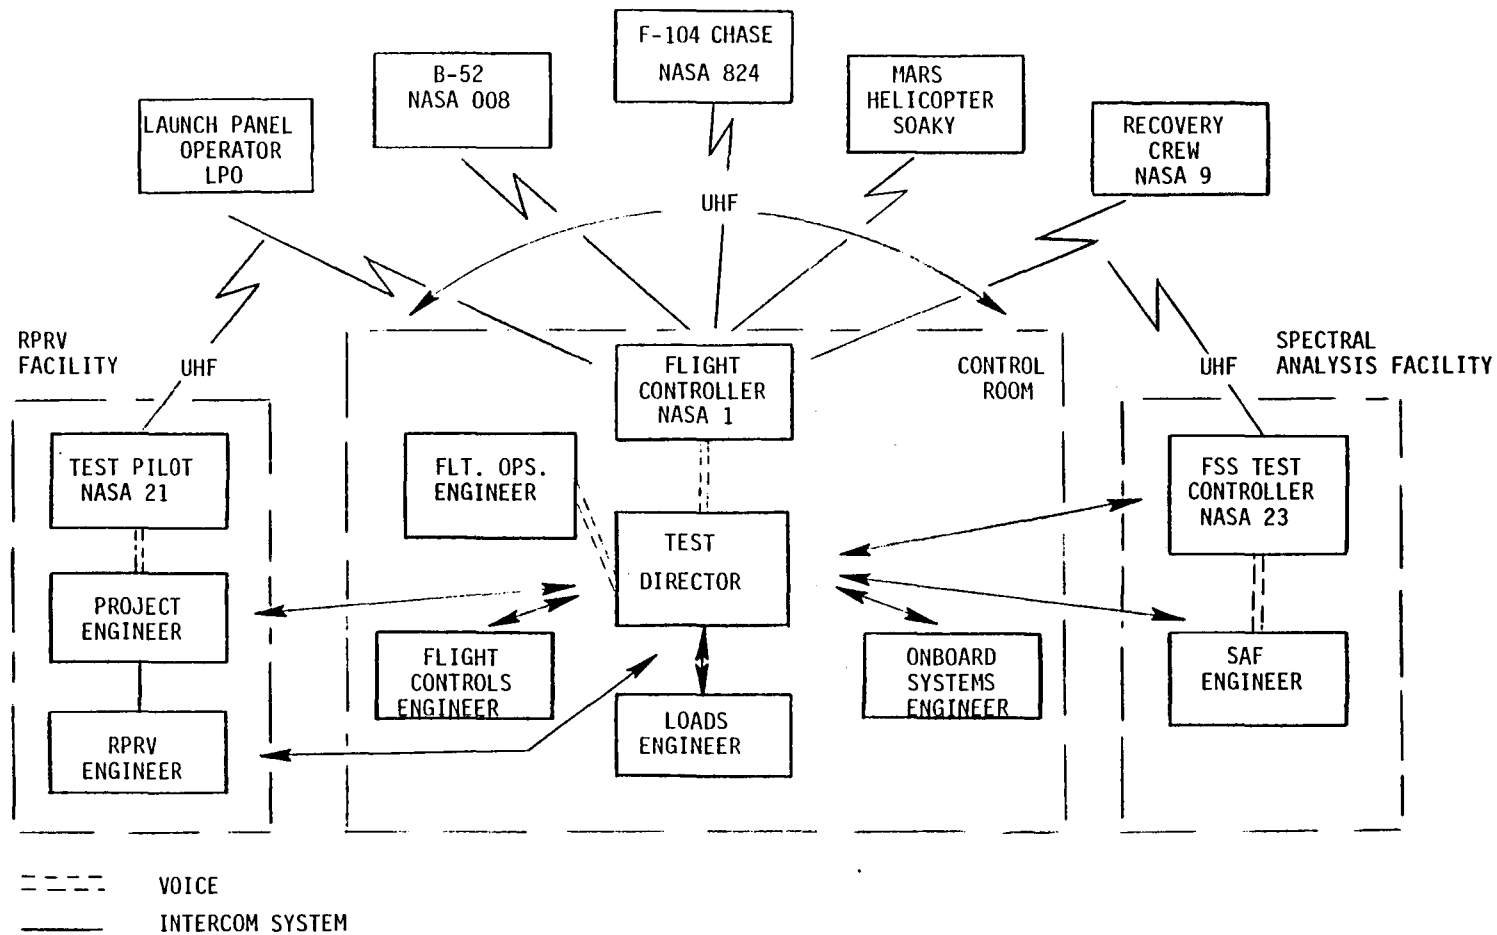 F-104 CHASE
NASA 824
B-52
NASA 008
MARS
HELICOPTER
SOAKY
LAUNCH PANEL
OPERATOR
LPO
RECOVERY
CREW
NASA 9
UHF
RPRV
FACILITY
UHF
CONTROL
ROOM
UHF
SPECTRAL
ANALYSIS FACILITY
FLIGHT
CONTROLLER
NASA 1
TEST PILOT
NASA 21
FLT. OPS.
ENGINEER
FSS TEST
CONTROLLER
NASA 23
TEST
DIRECTOR
PROJECT
ENGINEER
FLIGHT
CONTROLS
ENGINEER
ONBOARD
SYSTEMS
ENGINEER
SAF
ENGINEER
RPRV
ENGINEER
LOADS
ENGINEER
VOICE
INTERCOM SYSTEM